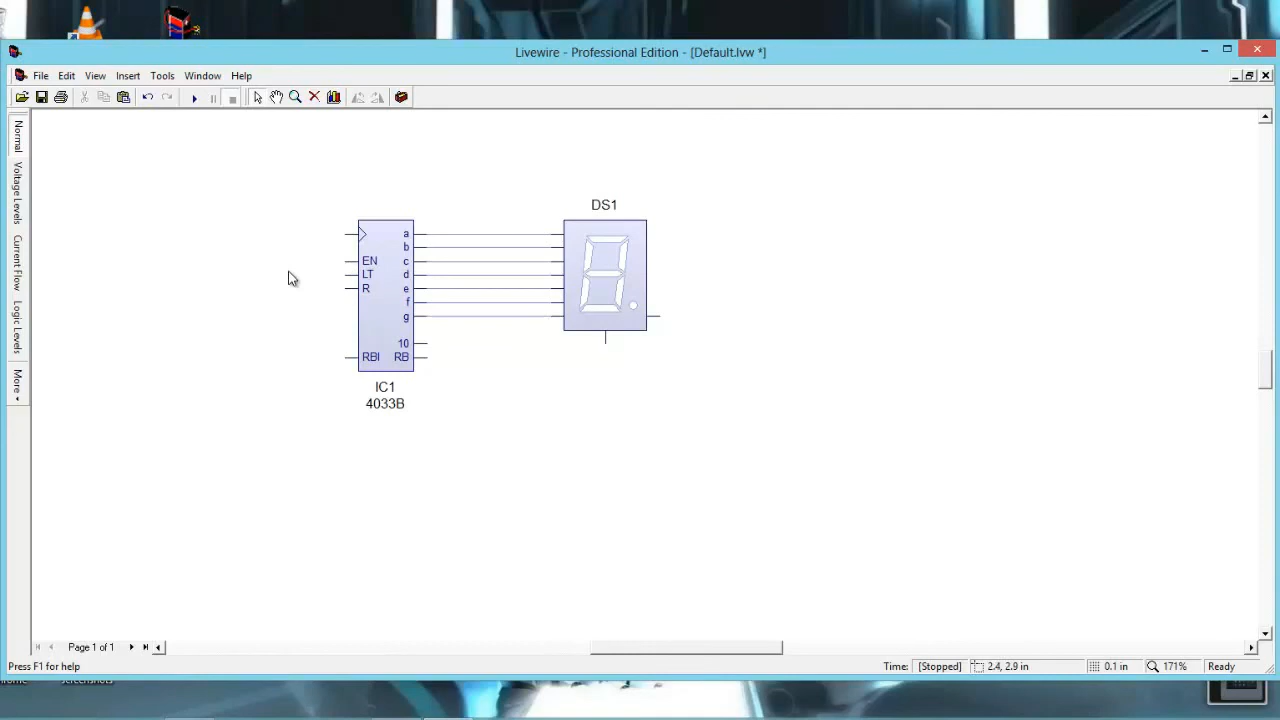 Livewire - Professional Edition - [Default.lvw *]
File Edit View Insert Tools Window Help
Normal
Voltage Levels
Current Flow
Logic Levels
More
DS1
a
b
EN c
LT d
R e
f
g
10
RBI RB
IC1
4033B
Page 1 of 1
Press F1 for help
Time: [Stopped] 2.4, 2.9 in 0.1 in 171% Ready